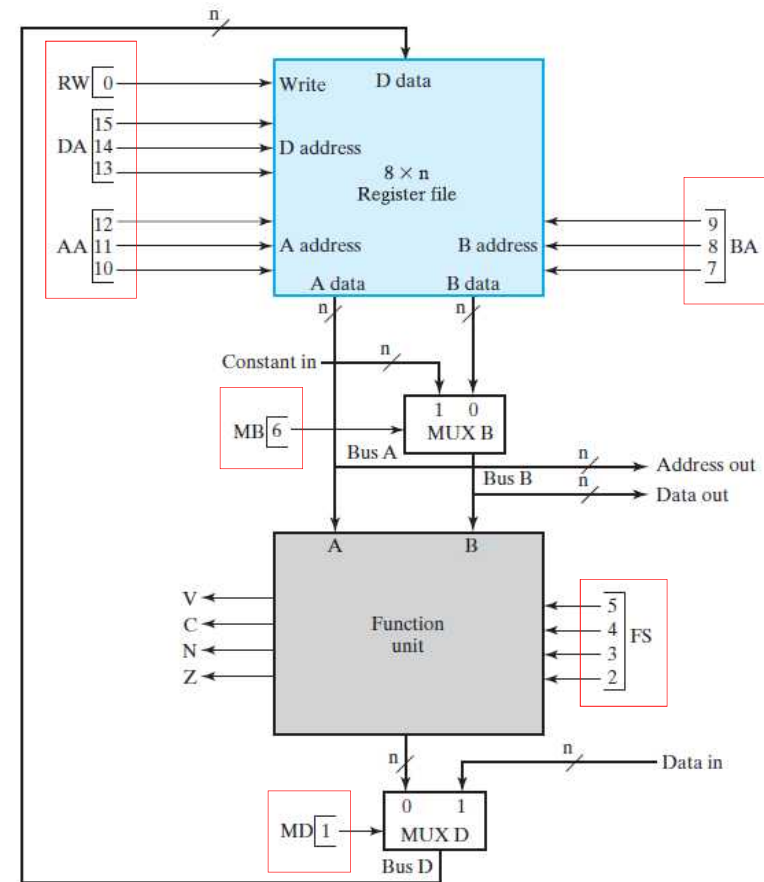 n
RW 0 Write D data
15
DA 14 D address
13
8 × n
Register file
12 9
AA 11 A address B address 8 BA
10 7
A data B data
n n
Constant in n
1 0
MB 6 MUX B
Bus A n Address out
Bus B n Data out
A B
V 5
C Function 4 FS
N unit 3
Z 2
n n Data in
0 1
MD 1 MUX D
Bus D